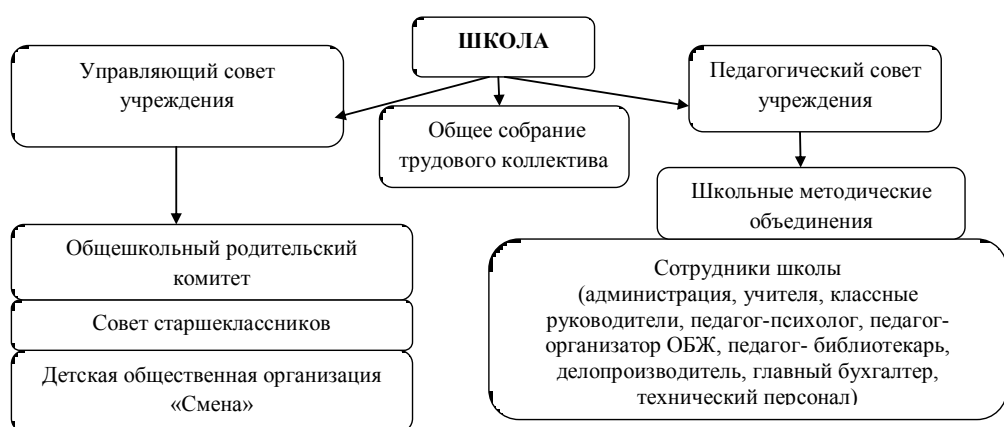 ШКОЛА
Управляющий совет
учреждения
Общее собрание
трудового коллектива
Педагогический совет
учреждения
Школьные методические
объединения
Общешкольный родительский
комитет
Совет старшеклассников
Детская общественная организация
«Смена»
Сотрудники школы
(администрация, учителя, классные
руководители, педагог-психолог, педагог-
организатор ОБЖ, педагог- библиотекарь,
делопроизводитель, главный бухгалтер,
технический персонал)